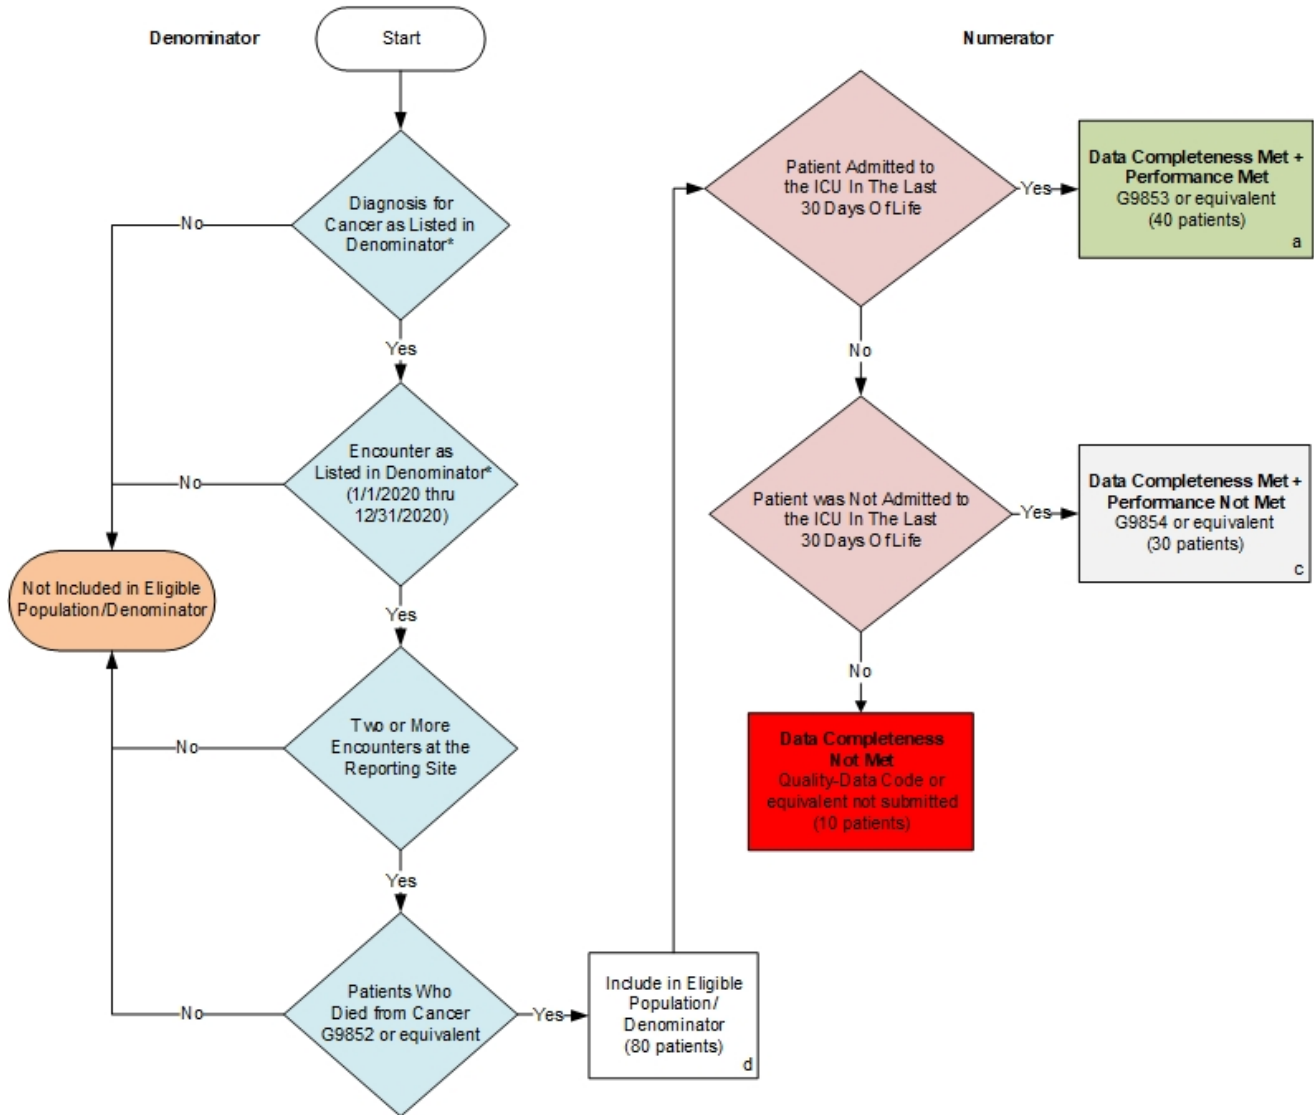 Denominator
Start
Diagnosis for
Cancer as Listed in
Denominator*
No
Yes
Encounter as
Listed in Denominator*
(1/1/2020 thru
12/31/2020)
No
Yes
Not Included in Eligible
Population/Denominator
Two or More
Encounters at the
Reporting Site
No
Yes
Patients Who
Died from Cancer
G9852 or equivalent
No
Yes
Include in Eligible
Population/
Denominator
(80 patients)
d
Numerator
Patient Admitted to
the ICU In The Last
30 Days Of Life
Yes
Data Completeness Met +
Performance Met
G9853 or equivalent
(40 patients)
a
No
Patient was Not Admitted to
the ICU In The Last
30 Days Of Life
Yes
Data Completeness Met +
Performance Not Met
G9854 or equivalent
(30 patients)
c
No
Data Completeness
Not Met
Quality-Data Code or
equivalent not submitted
(10 patients)